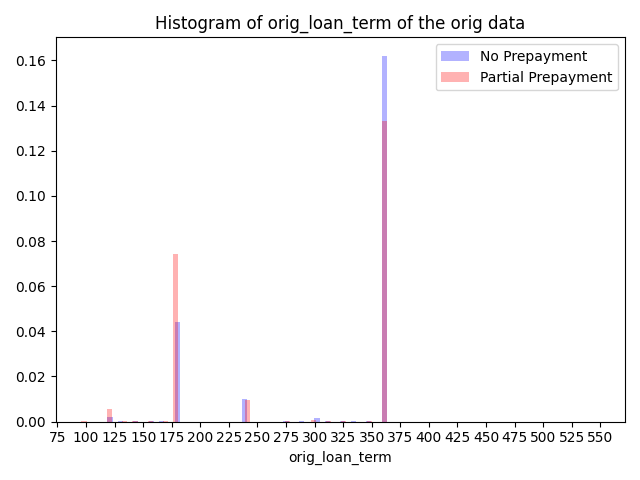 Histogram of orig_loan_term of the orig data
No Prepayment
Partial Prepayment
0.16
0.14
0.12
0.10
0.08
0.06
0.04
0.02
0.00
75 100 125 150 175 200 225 250 275 300 325 350 375 400 425 450 475 500 525 550
orig_loan_term